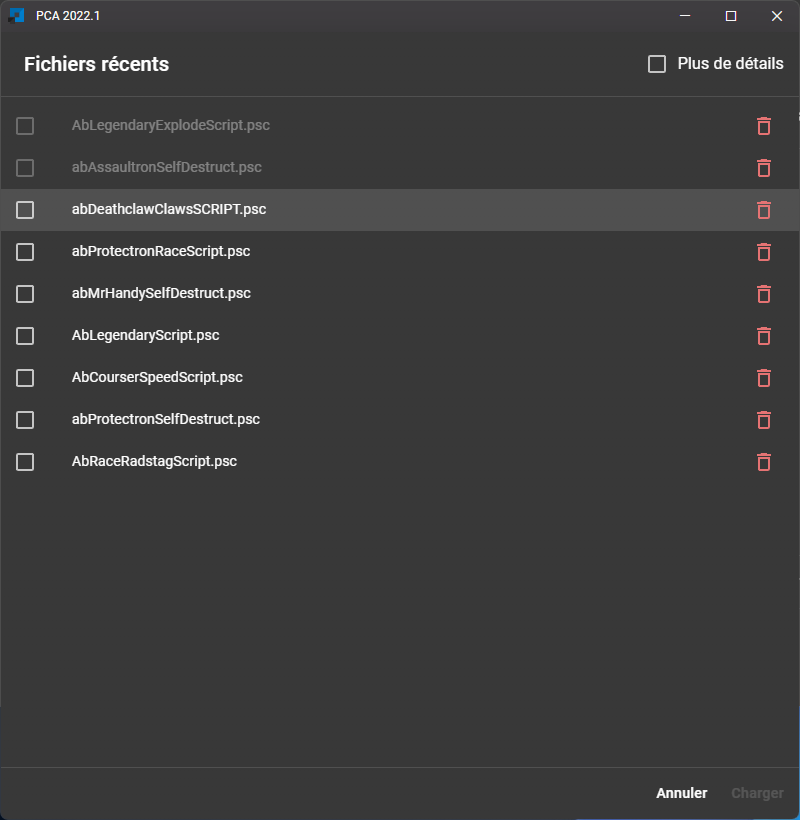 PCA 2022.1
Fichiers récents
Plus de détails
AbLegendaryExplodeScript.psc
abAssaultronSelfDestruct.psc
abDeathclawClawsSCRIPT.psc
abProtectronRaceScript.psc
abMrHandySelfDestruct.psc
AbLegendaryScript.psc
AbCourserSpeedScript.psc
abProtectronSelfDestruct.psc
AbRaceRadstagScript.psc
Annuler Charger